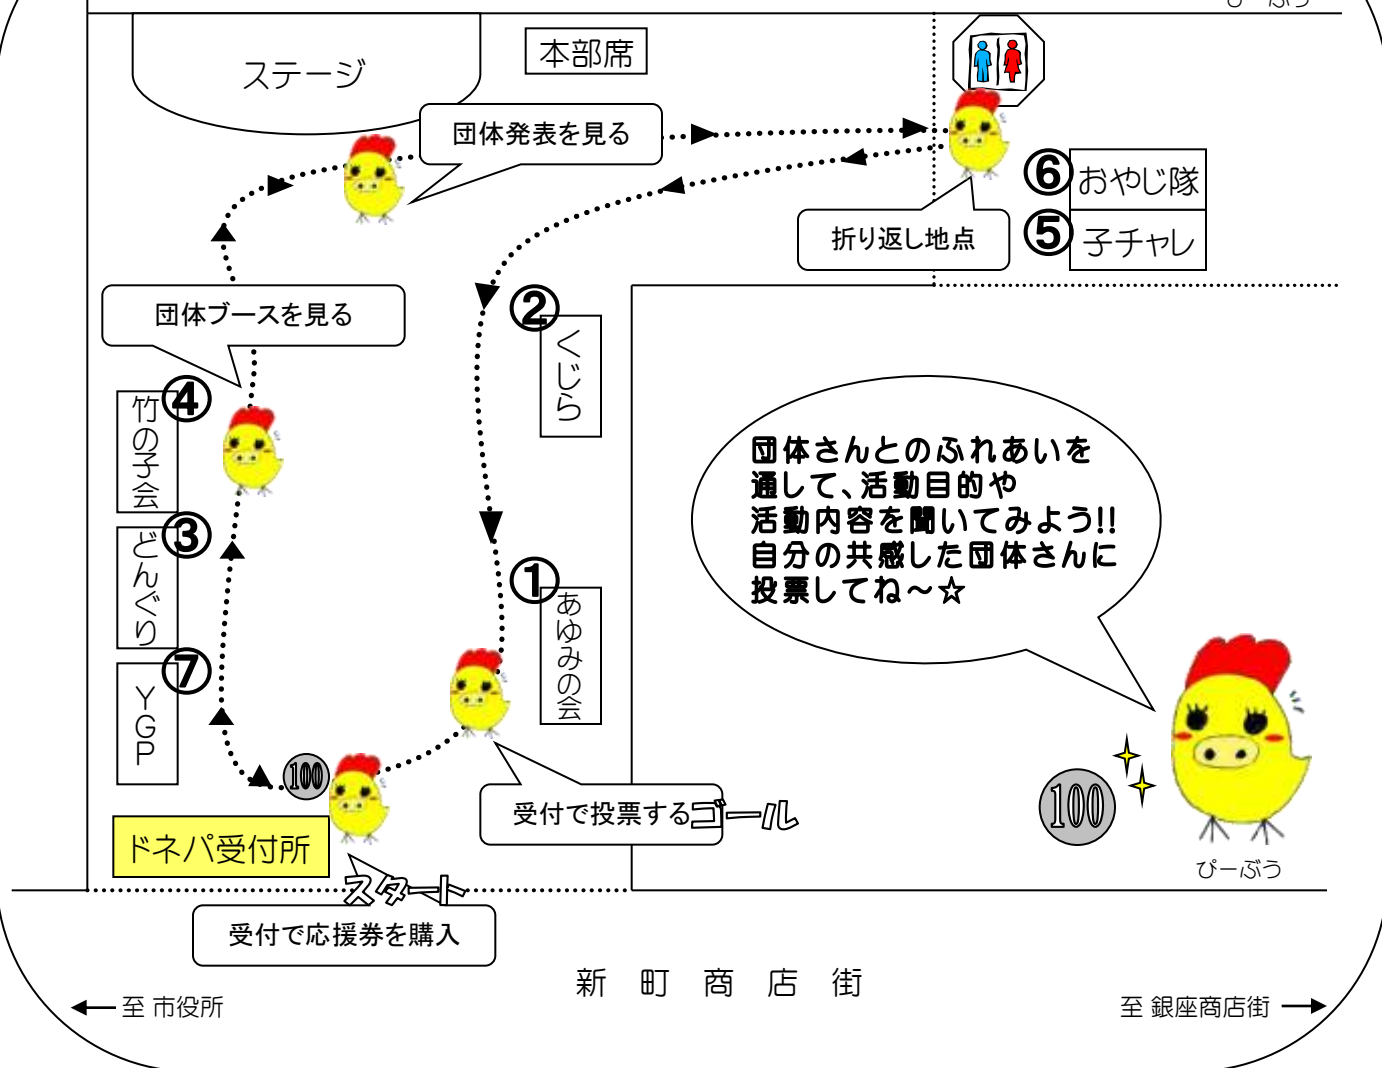 ステージ
本部席
団体発表を見る
⑥
おやじ隊
⑤
子チャレ
折り返し地点
団体ブースを見る
②
くじら
④
竹の子会
③
どんぐり
①
あゆみの会
⑦
YGP
団体さんとのふれあいを
通して、活動目的や
活動内容を聞いてみよう!!
自分の共感した団体さんに
投票してね～☆
100
100
受付で投票する
ゴール
ドネパ受付所
スタート
受付で応援券を購入
ぴーぶう
新町商店街
至 市役所
至 銀座商店街